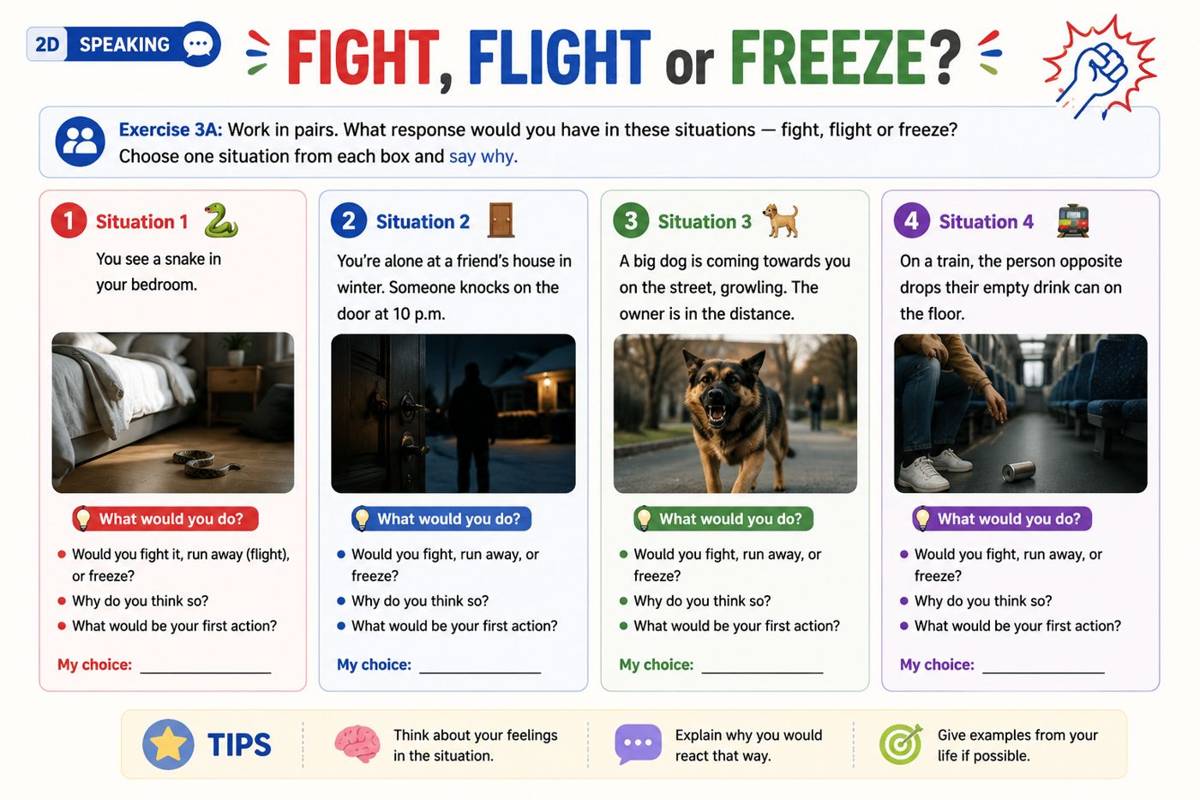 2D SPEAKING
FIGHT, FLIGHT or FREEZE?
Exercise 3A: Work in pairs. What response would you have in these situations — fight, flight or freeze?
Choose one situation from each box and say why.
1 Situation 1
You see a snake in
your bedroom.
What would you do?
Would you fight it, run away (flight),
or freeze?
Why do you think so?
What would be your first action?
My choice:
2 Situation 2
You’re alone at a friend’s house in
winter. Someone knocks on the
door at 10 p.m.
What would you do?
Would you fight, run away, or
freeze?
Why do you think so?
What would be your first action?
My choice:
3 Situation 3
A big dog is coming towards you
on the street, growling. The
owner is in the distance.
What would you do?
Would you fight, run away, or
freeze?
Why do you think so?
What would be your first action?
My choice:
4 Situation 4
On a train, the person opposite
drops their empty drink can on
the floor.
What would you do?
Would you fight, run away, or
freeze?
Why do you think so?
What would be your first action?
My choice:
TIPS
Think about your feelings
in the situation.
Explain why you would
react that way.
Give examples from your
life if possible.